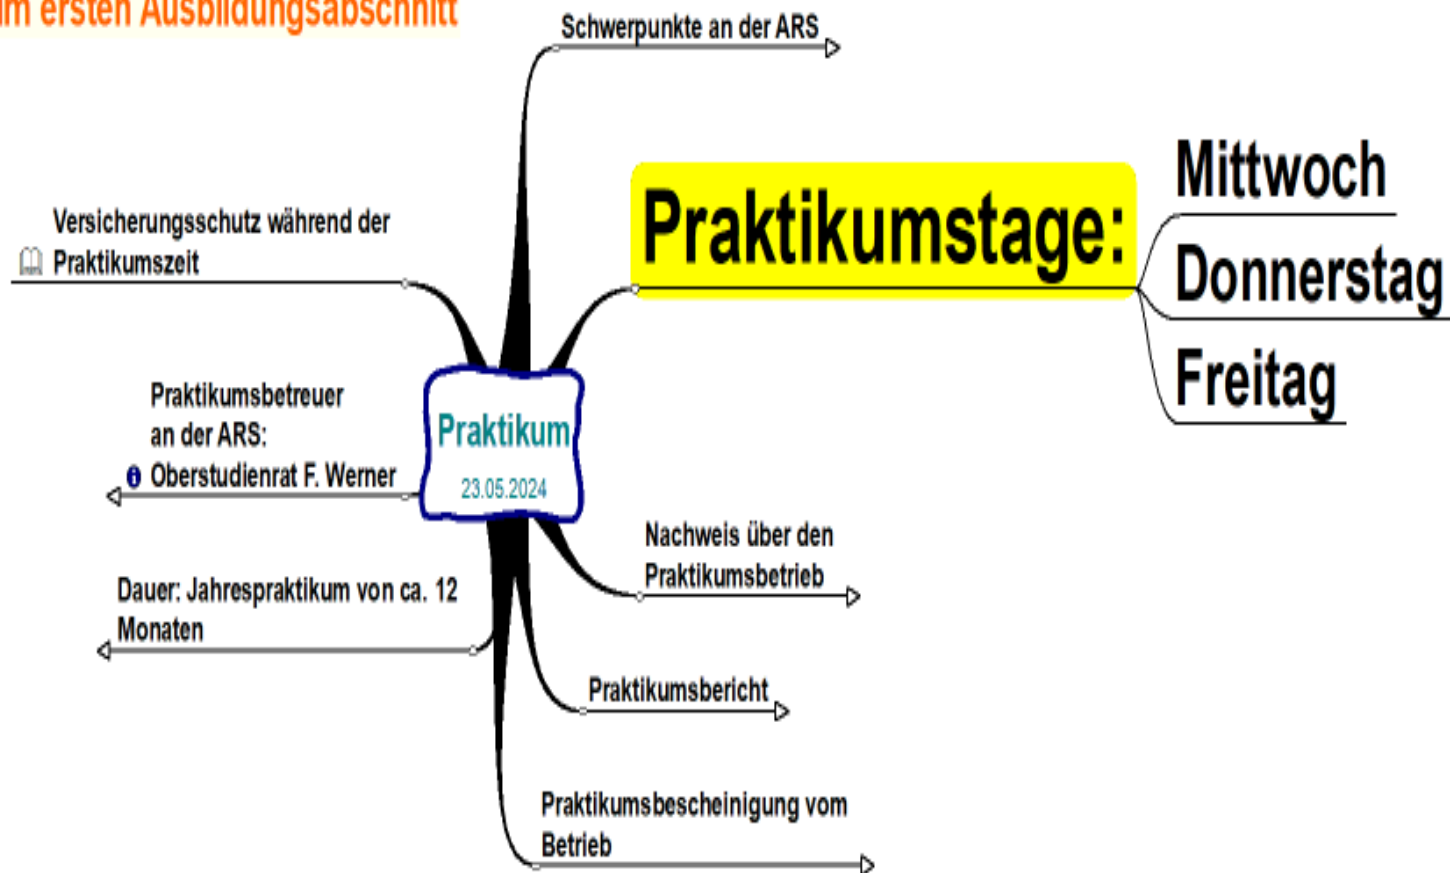 im ersten Ausbildungsabschnitt
Schwerpunkte an der ARS
Praktikumstage:
Mittwoch
Donnerstag
Freitag
Versicherungsschutz während der
Praktikumszeit
Praktikumsbetreuer
an der ARS:
Oberstudienrat F. Werner
Praktikum
23.05.2024
Nachweis über den
Praktikumsbetrieb
Dauer: Jahrespraktikum von ca. 12
Monaten
Praktikumsbericht
Praktikumsbescheinigung vom
Betrieb